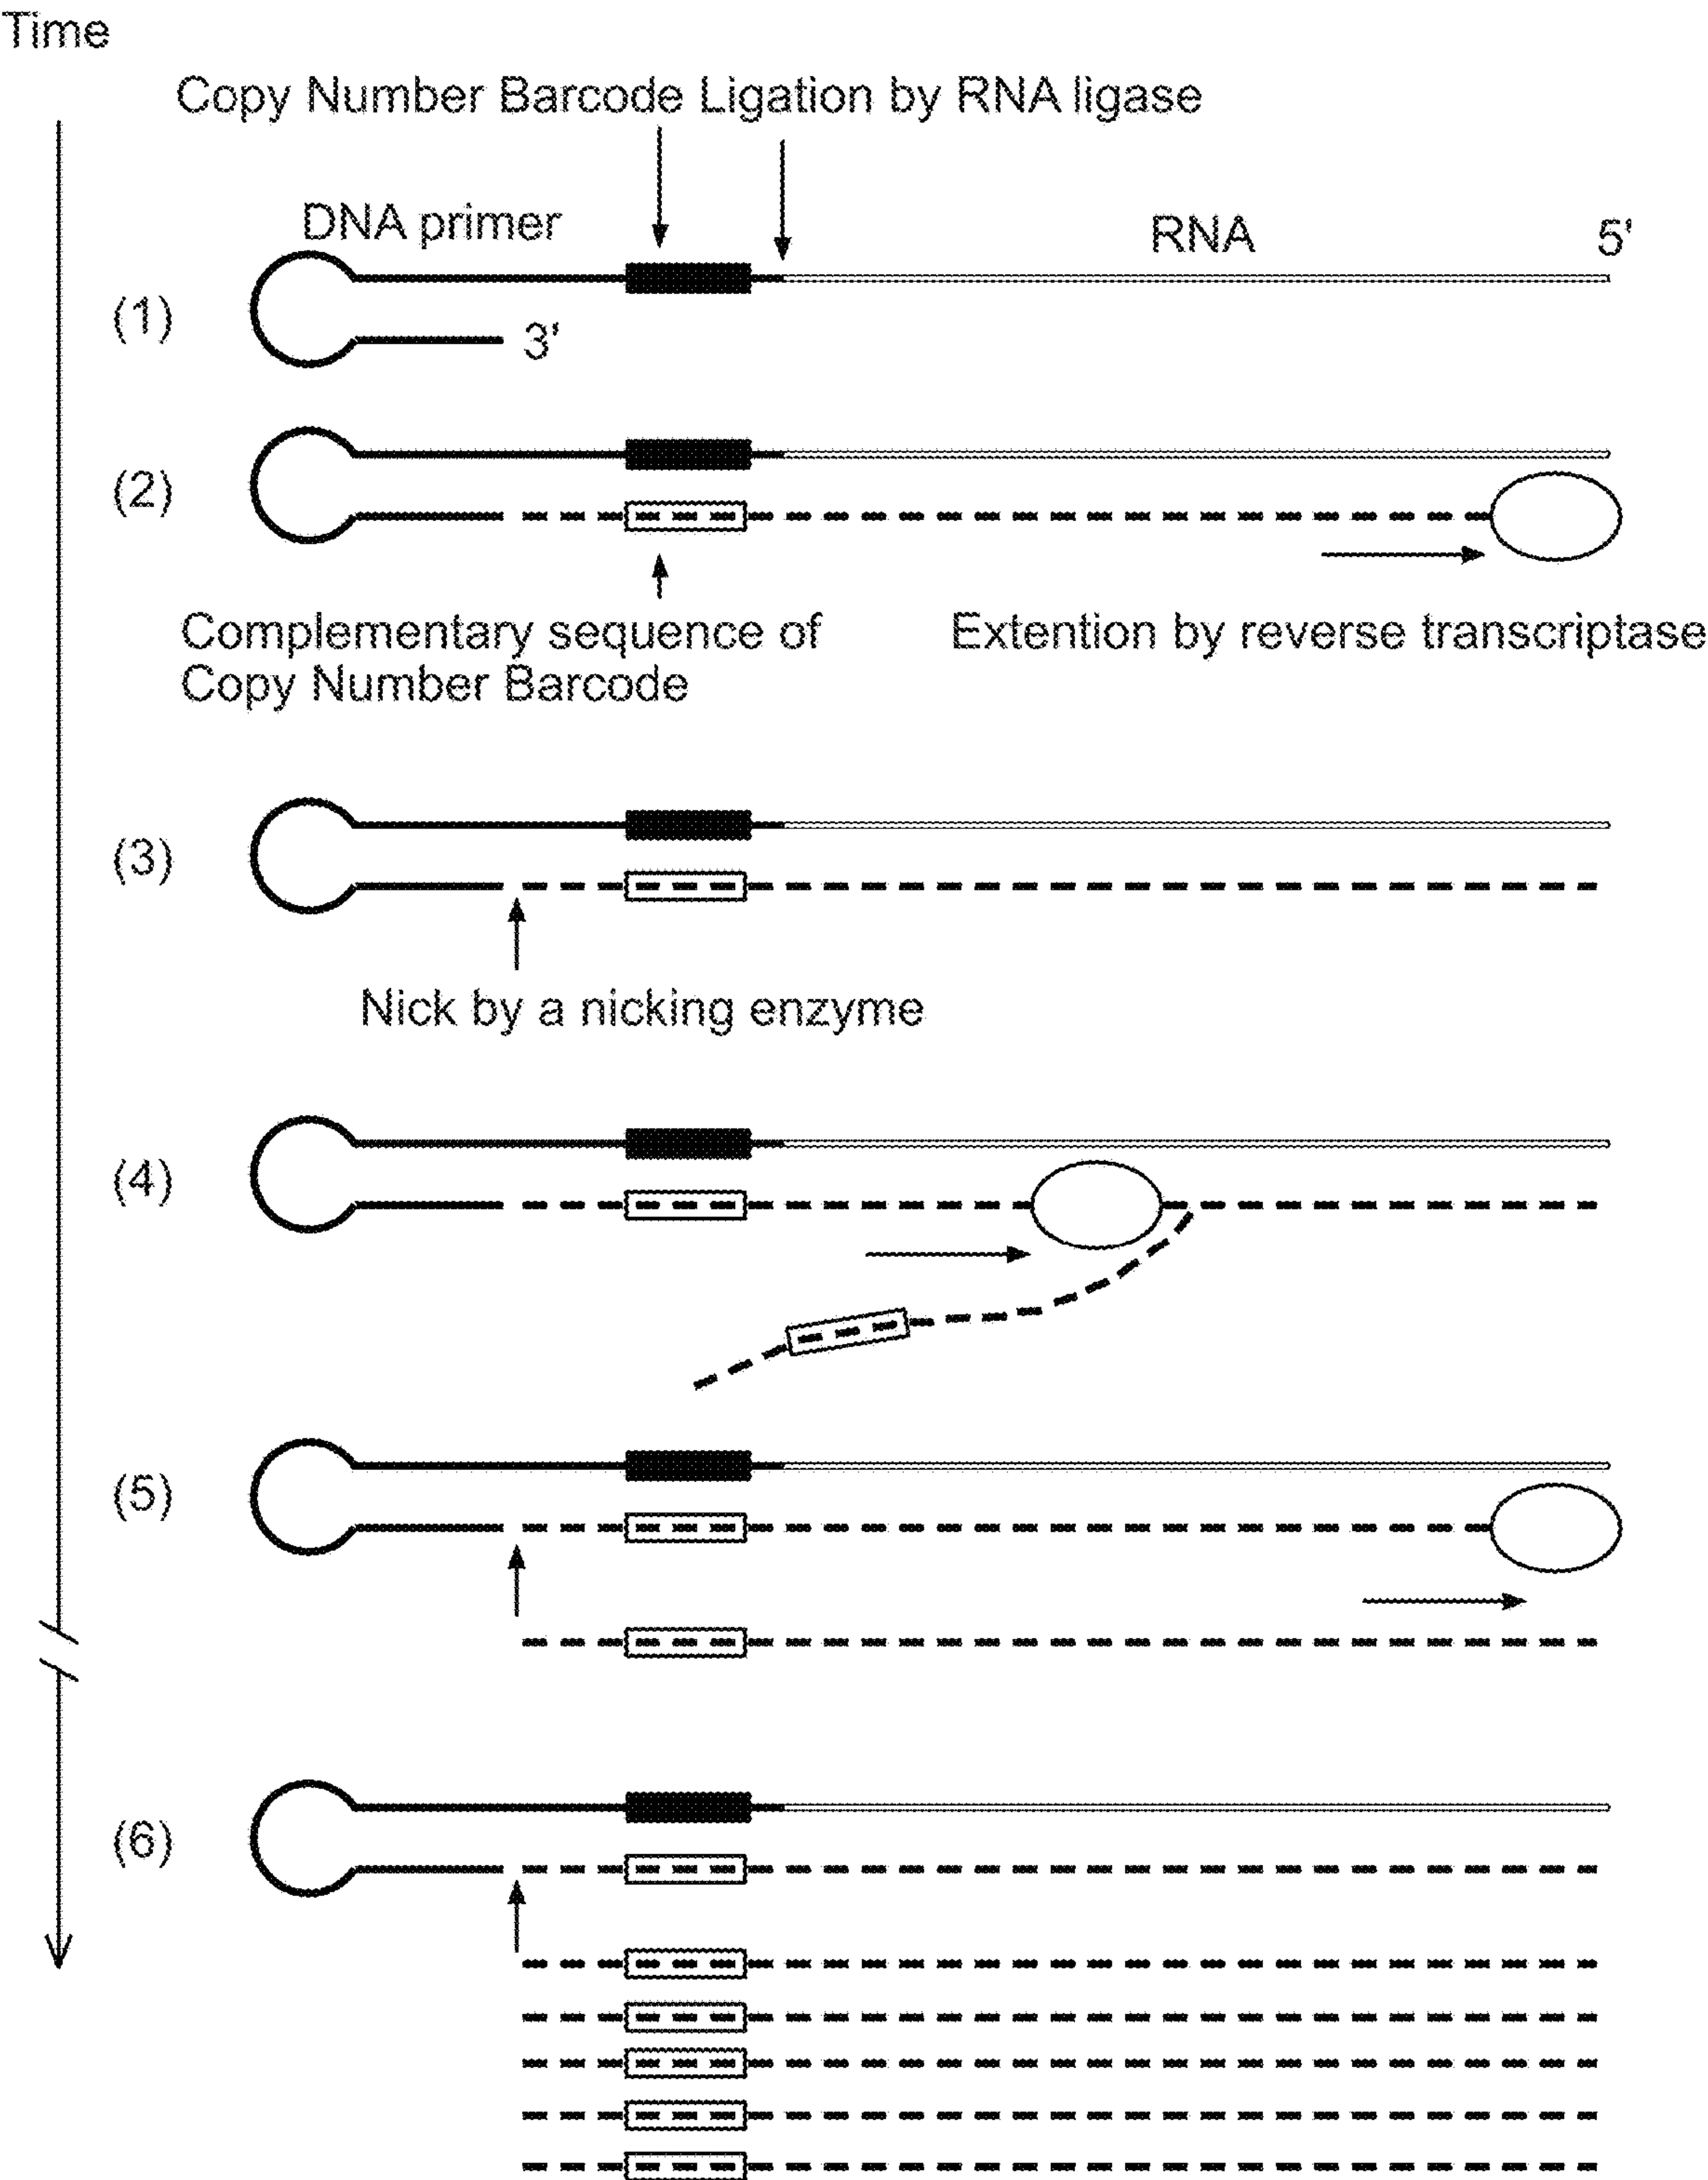 Time
Copy Number Barcode Ligation by RNA ligase
DNA primer
RNA
5'
(1)
3'
(2)
Complementary sequence of
Copy Number Barcode
Extention by reverse transcriptase
(3)
Nick by a nicking enzyme
(4)
(5)
(6)